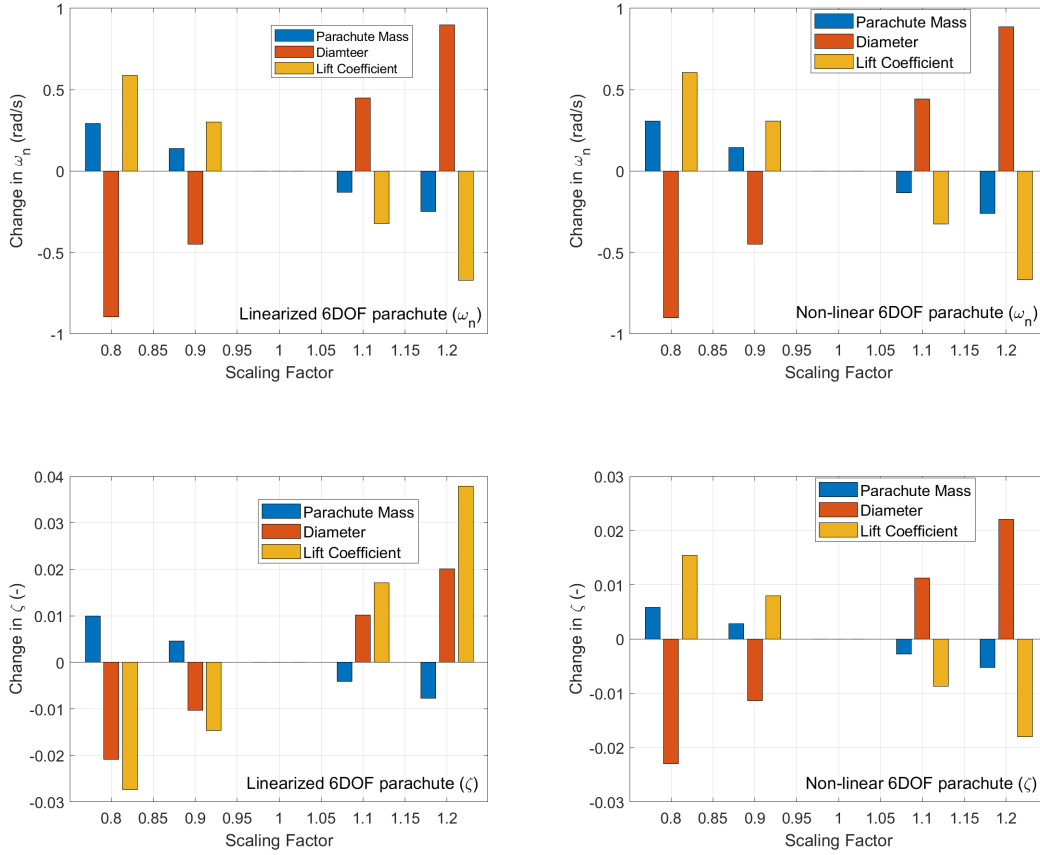 1
0.5
0
-0.5
-1
Change in ωn (rad/s)
Parachute Mass
Diamteer
Lift Coefficient
Linearized 6DOF parachute (ωn)
0.8 0.85 0.9 0.95 1 1.05 1.1 1.15 1.2
Scaling Factor
1
0.5
0
-0.5
-1
Change in ωn (rad/s)
Parachute Mass
Diameter
Lift Coefficient
Non-linear 6DOF parachute (ωn)
0.8 0.85 0.9 0.95 1 1.05 1.1 1.15 1.2
Scaling Factor
0.04
0.03
0.02
0.01
0
-0.01
-0.02
-0.03
Change in ζ (-)
Parachute Mass
Diameter
Lift Coefficient
Linearized 6DOF parachute (ζ)
0.8 0.85 0.9 0.95 1 1.05 1.1 1.15 1.2
Scaling Factor
0.03
0.02
0.01
0
-0.01
-0.02
-0.03
Change in ζ (-)
Parachute Mass
Diameter
Lift Coefficient
Non-linear 6DOF parachute (ζ)
0.8 0.85 0.9 0.95 1 1.05 1.1 1.15 1.2
Scaling Factor